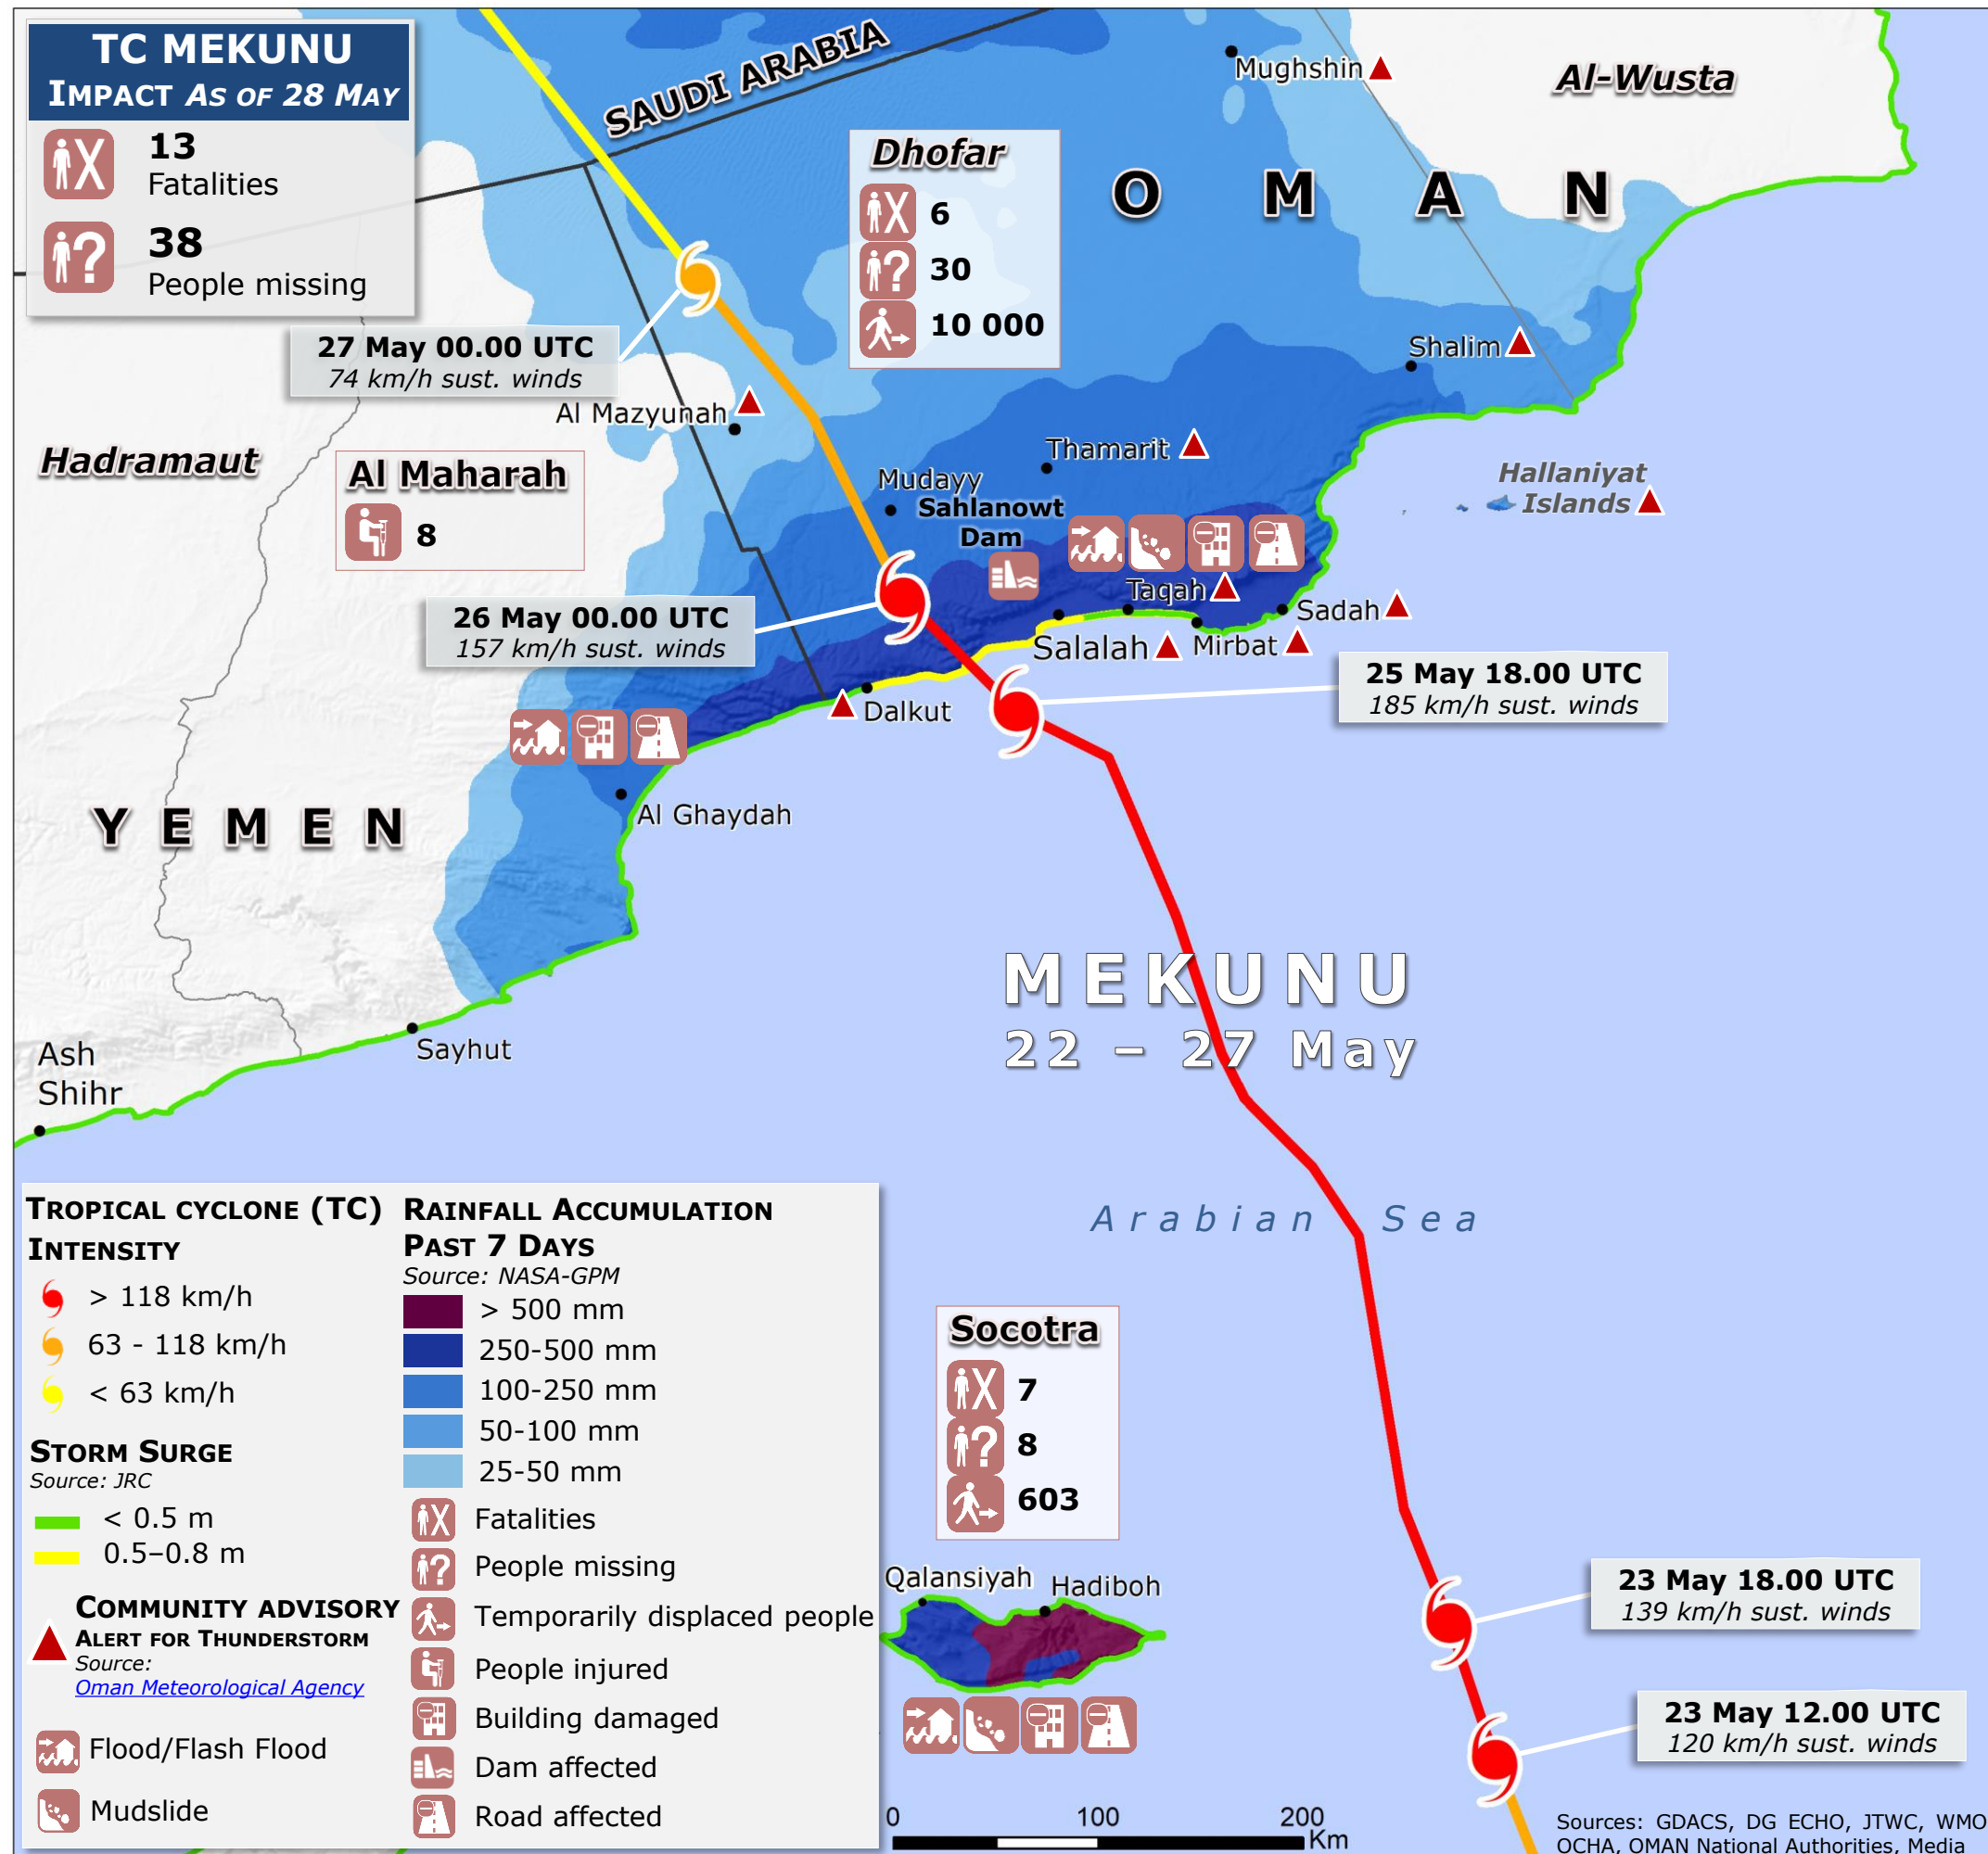 TC MEKUNU
IMPACT AS OF 28 MAY
13
Fatalities
38
People missing
SAUDI ARABIA
Mughshin
Al-Wusta
OMAN
Dhofar
6
30
10 000
27 May 00.00 UTC
74 km/h sust. winds
Al Mazyunah
Shalim
Hadramaut
Al Maharah
8
Thamarit
Mudayy
Sahlanowt
Dam
Hallaniyat
Islands
Taqah
Sadah
26 May 00.00 UTC
157 km/h sust. winds
Salalah
Mirbat
25 May 18.00 UTC
185 km/h sust. winds
Dalkut
Al Ghaydah
YEMEN
MEKUNU
22 – 27 May
Sayhut
Ash
Shihr
Arabian Sea
TROPICAL CYCLONE (TC)
INTENSITY
> 118 km/h
63 - 118 km/h
< 63 km/h
STORM SURGE
Source: JRC
< 0.5 m
0.5–0.8 m
COMMUNITY ADVISORY
ALERT FOR THUNDERSTORM
Source:
Oman Meteorological Agency
Flood/Flash Flood
Mudslide
RAINFALL ACCUMULATION
PAST 7 DAYS
Source: NASA-GPM
> 500 mm
250-500 mm
100-250 mm
50-100 mm
25-50 mm
Fatalities
People missing
Temporarily displaced people
People injured
Building damaged
Dam affected
Road affected
Socotra
7
8
603
Qalansiyah
Hadiboh
23 May 18.00 UTC
139 km/h sust. winds
23 May 12.00 UTC
120 km/h sust. winds
0 100 200
Km
Sources: GDACS, DG ECHO, JTWC, WMO
OCHA, OMAN National Authorities, Media